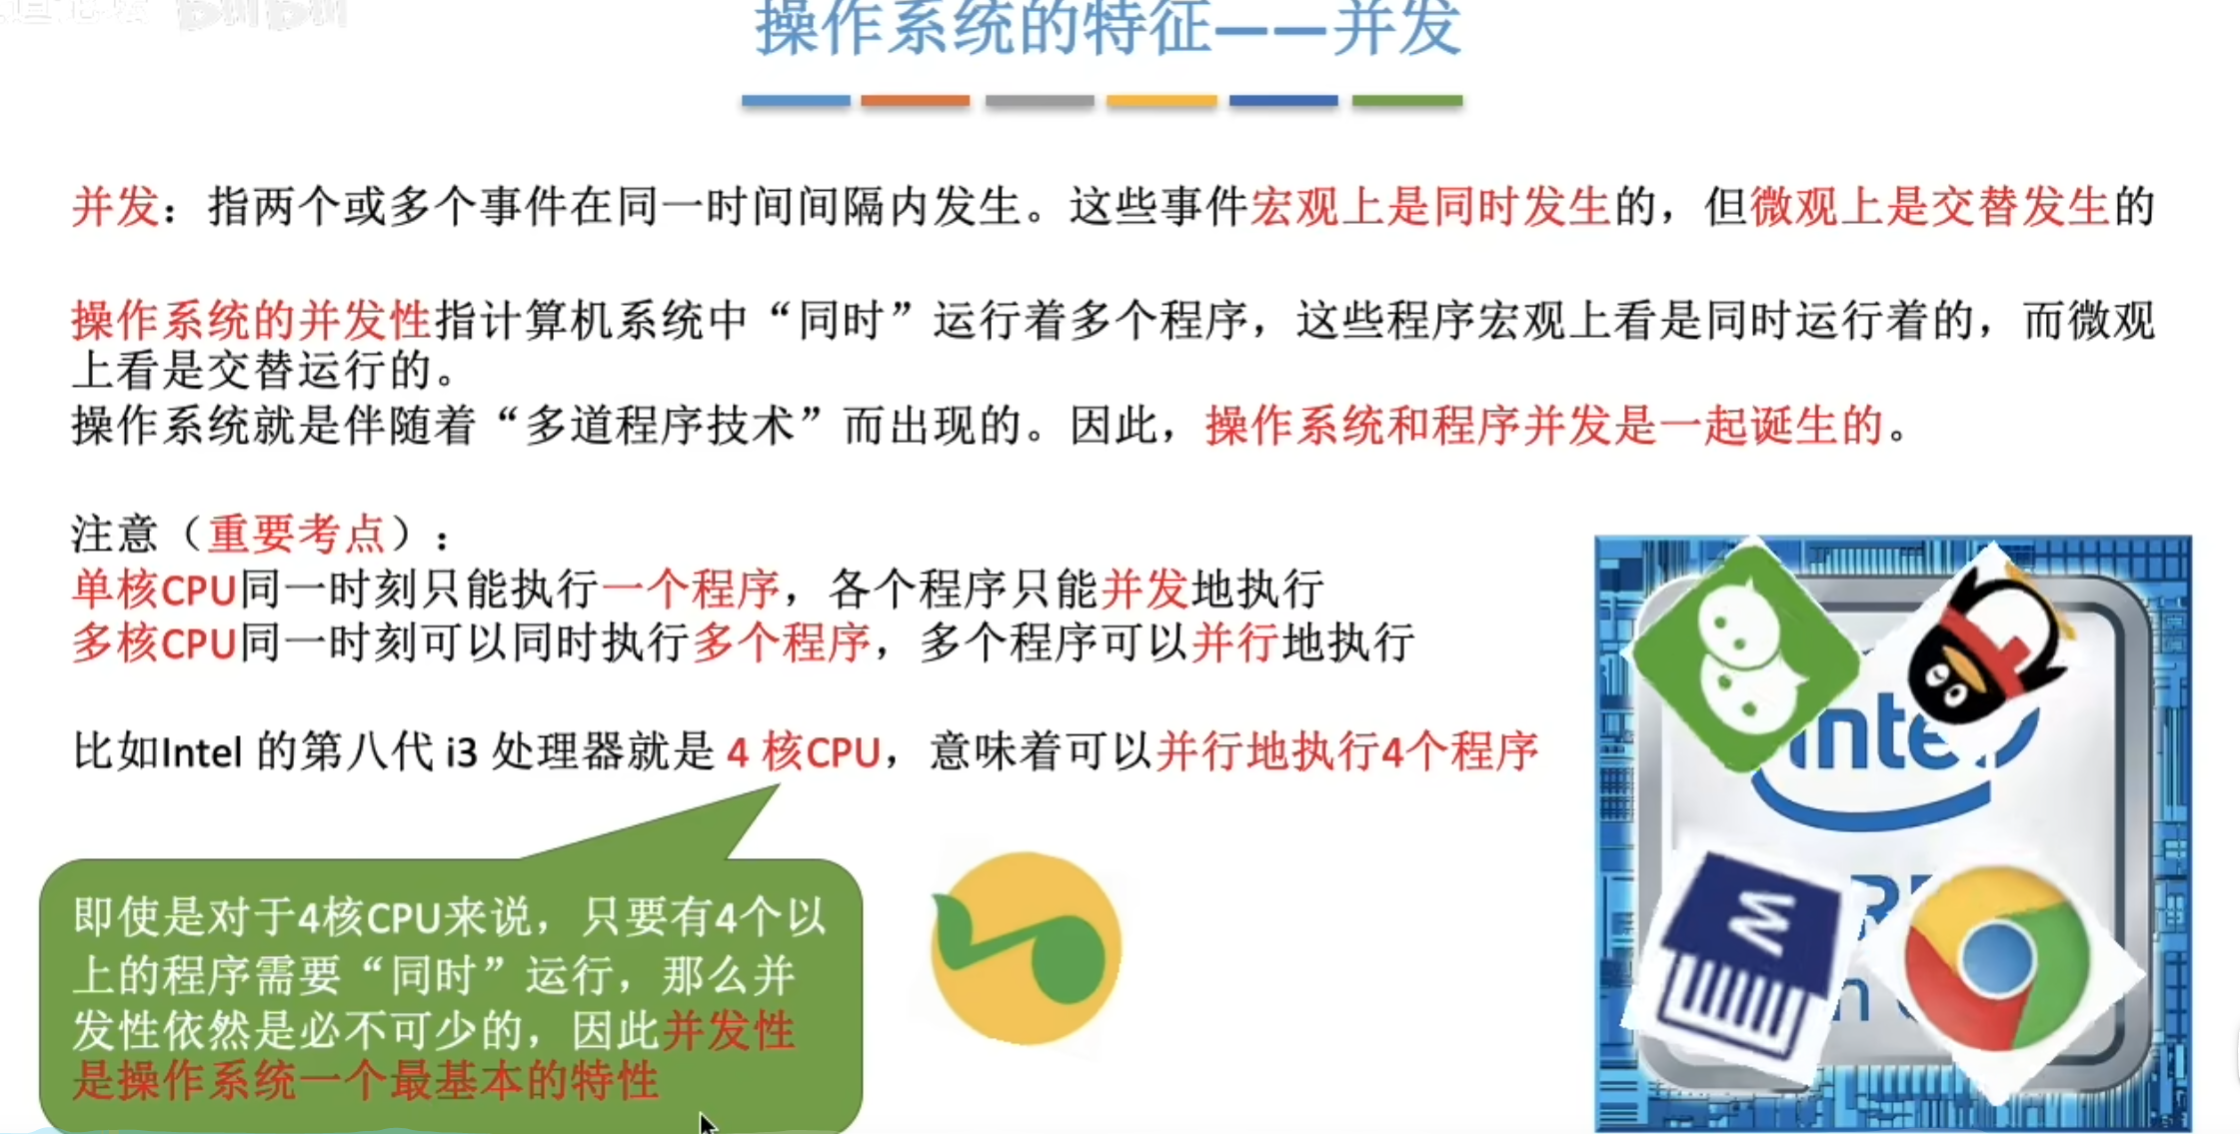 操作系统的特征——并发
并发：指两个或多个事件在同一时间间隔内发生。这些事件宏观上是同时发生的，但微观上是交替发生的
操作系统的并发性指计算机系统中“同时”运行着多个程序，这些程序宏观上看是同时运行着的，而微观
上看是交替运行的。
操作系统就是伴随着“多道程序技术”而出现的。因此，操作系统和程序并发是一起诞生的。
注意（重要考点）：
单核CPU同一时刻只能执行一个程序，各个程序只能并发地执行
多核CPU同一时刻可以同时执行多个程序，多个程序可以并行地执行
比如Intel 的第八代 i3 处理器就是 4 核CPU，意味着可以并行地执行4个程序
即使是对于4核CPU来说，只要有4个以
上的程序需要“同时”运行，那么并
发性依然是必不可少的，因此并发性
是操作系统一个最基本的特性
inte
M